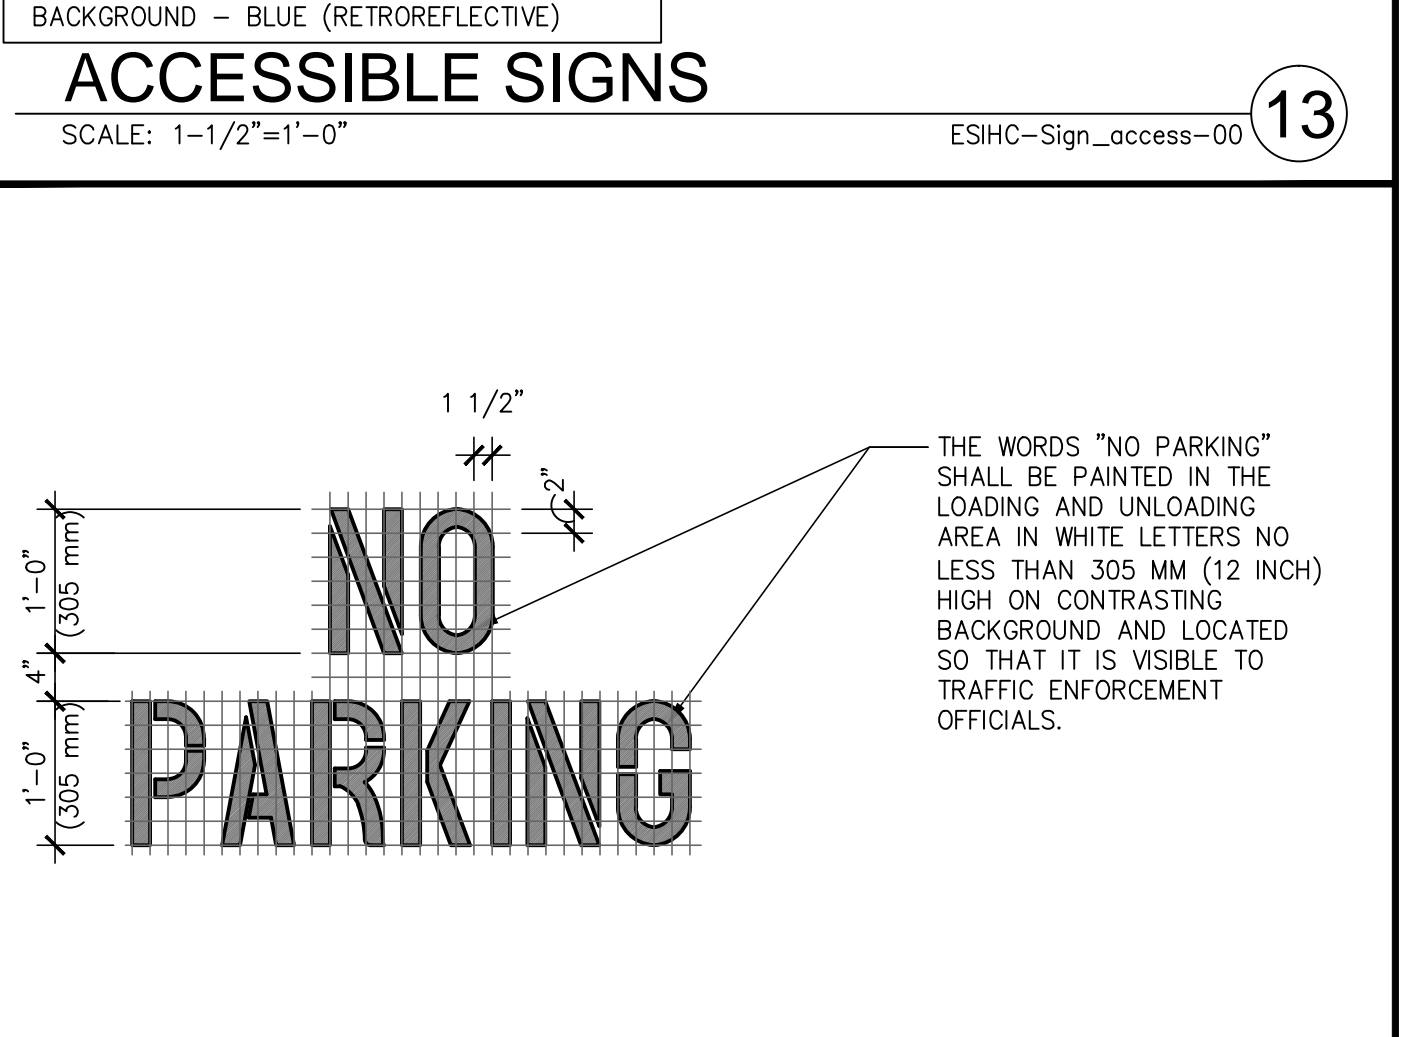 BACKGROUND – BLUE (RETROREFLECTIVE)
ACCESSIBLE SIGNS
SCALE: 1-1/2"=1'-0"
ESIHC-Sign_access-00
13
1 1/2"
2"
1'-0"
(305 mm)
4"
1'-0"
(305 mm)
NO
PARKING
THE WORDS "NO PARKING"
SHALL BE PAINTED IN THE
LOADING AND UNLOADING
AREA IN WHITE LETTERS NO
LESS THAN 305 MM (12 INCH)
HIGH ON CONTRASTING
BACKGROUND AND LOCATED
SO THAT IT IS VISIBLE TO
TRAFFIC ENFORCEMENT
OFFICIALS.